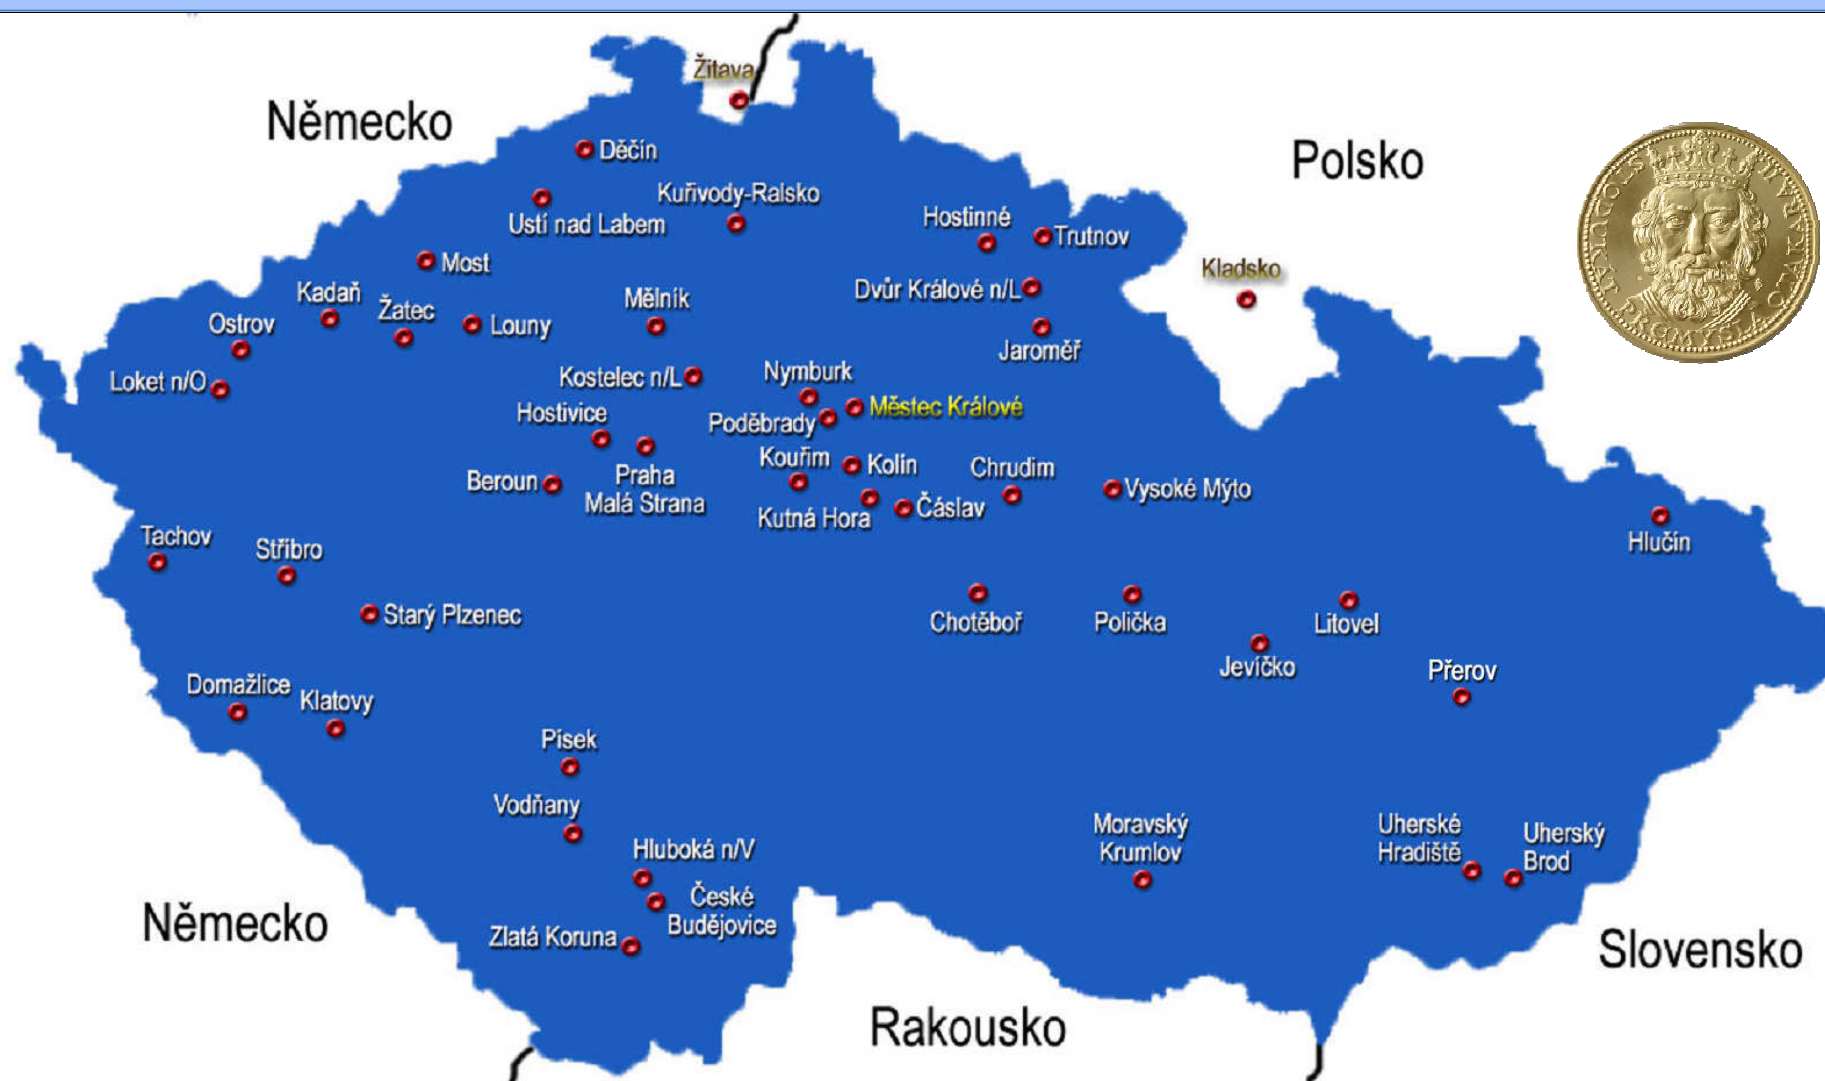 Žitava
Německo
Děčín
Polsko
Kuřivody-Ralsko
Ustí nad Labem
Hostinné
Trutnov
Most
Kladsko
Kadaň
Žatec
Mělník
Dvůr Králové n/L
Ostrov
Louny
Jaroměř
Loket n/O
Kostelec n/L
Nymburk
Hostivice
Městec Králové
Poděbrady
Kouřim
Kolín
Chrudim
Beroun
Praha
Malá Strana
Vysoké Mýto
Kutná Hora
Čáslav
Tachov
Stříbro
Hlučín
Starý Plzenec
Chotěboř
Polička
Litovel
Jevíčko
Přerov
Domažlice
Klatovy
Písek
Vodňany
Moravský
Krumlov
Uherské
Hradiště
Uherský
Brod
Hluboká n/V
České
Budějovice
Zlatá Koruna
Německo
Slovensko
Rakousko